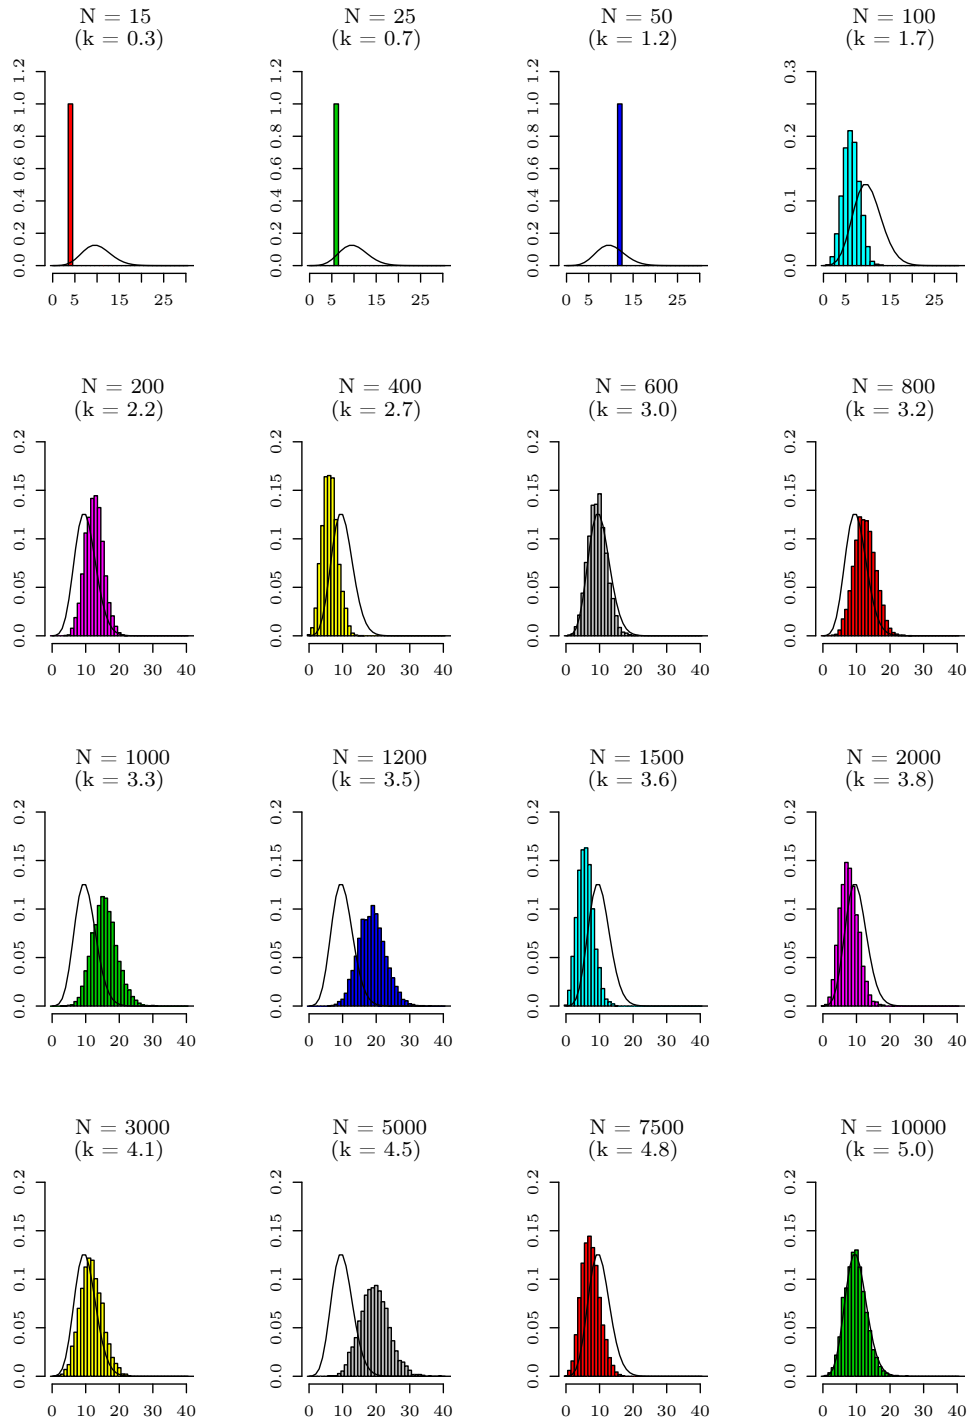 N = 15
(k = 0.3)
0.0 0.2 0.4 0.6 0.8 1.0 1.2
0 5 15 25
N = 25
(k = 0.7)
0.0 0.2 0.4 0.6 0.8 1.0 1.2
0 5 15 25
N = 50
(k = 1.2)
0.0 0.2 0.4 0.6 0.8 1.0 1.2
0 5 15 25
N = 100
(k = 1.7)
0.0 0.1 0.2 0.3
0 5 15 25
N = 200
(k = 2.2)
0.0 0.05 0.1 0.15 0.2
0 10 20 30 40
N = 400
(k = 2.7)
0.0 0.05 0.1 0.15 0.2
0 10 20 30 40
N = 600
(k = 3.0)
0.0 0.05 0.1 0.15 0.2
0 10 20 30 40
N = 800
(k = 3.2)
0.0 0.05 0.1 0.15 0.2
0 10 20 30 40
N = 1000
(k = 3.3)
0.0 0.05 0.1 0.15 0.2
0 10 20 30 40
N = 1200
(k = 3.5)
0.0 0.05 0.1 0.15 0.2
0 10 20 30 40
N = 1500
(k = 3.6)
0.0 0.05 0.1 0.15 0.2
0 10 20 30 40
N = 2000
(k = 3.8)
0.0 0.05 0.1 0.15 0.2
0 10 20 30 40
N = 3000
(k = 4.1)
0.0 0.05 0.1 0.15 0.2
0 10 20 30 40
N = 5000
(k = 4.5)
0.0 0.05 0.1 0.15 0.2
0 10 20 30 40
N = 7500
(k = 4.8)
0.0 0.05 0.1 0.15 0.2
0 10 20 30 40
N = 10000
(k = 5.0)
0.0 0.05 0.1 0.15 0.2
0 10 20 30 40